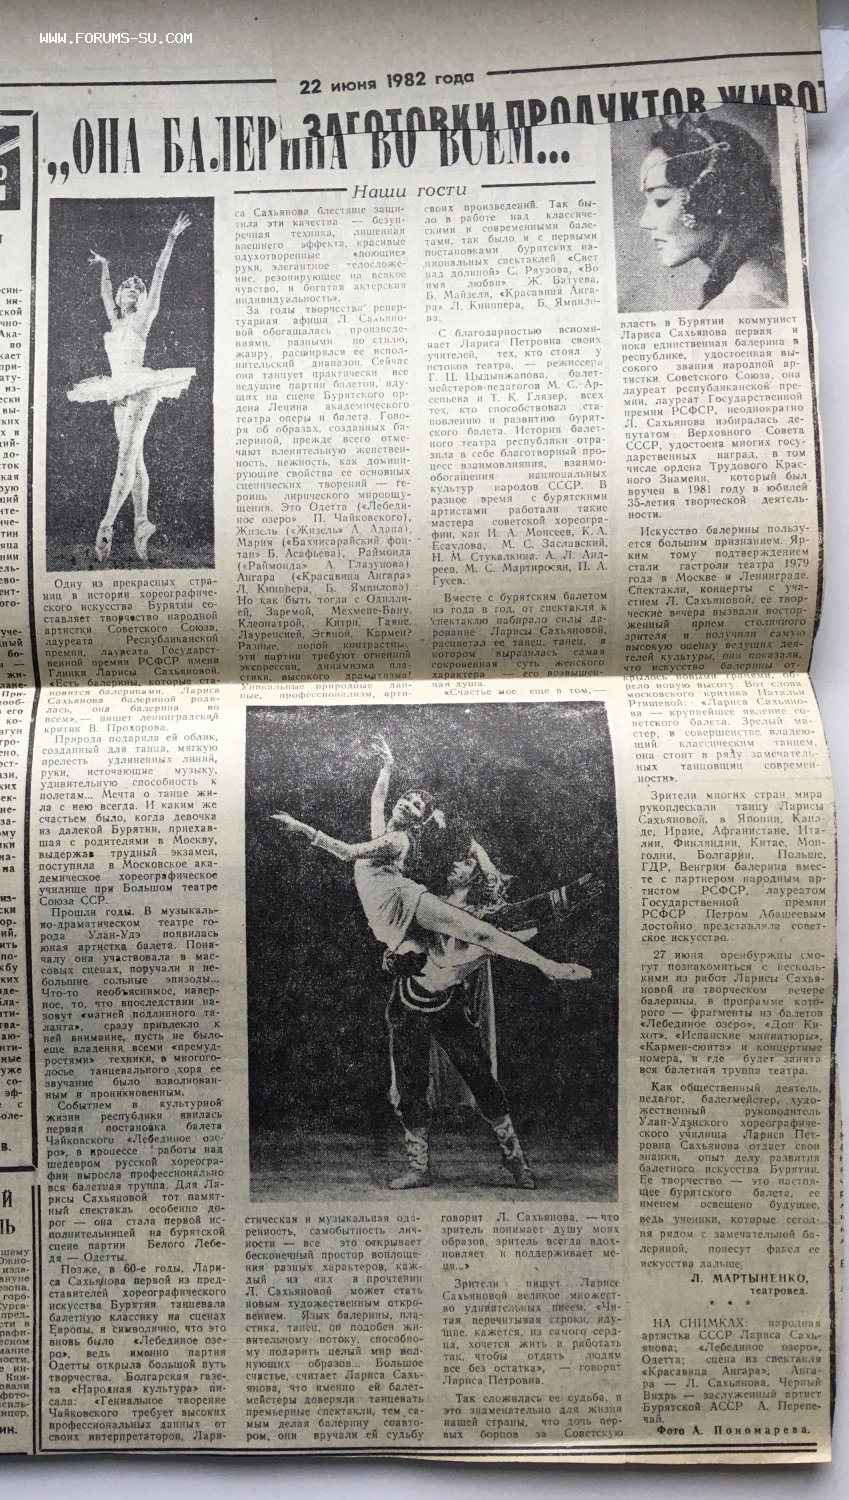 WWW.FORUMS-SU.COM
22 июня 1982 года
ЗАГОТОВКИ ПРОДУКТОВ
„ОНА БАЛЕРИНА ВО ВСЕМ...
Наши гости
Одну из прекрасных стра-
ниц в истории хореографичес-
кого искусства Бурятии со-
ставляет творчество народной
артистки Советского Союза,
лауреата Республиканской
премии, лауреата Государст-
венной премии РСФСР имени
Глинки Ларисы Сахьяновой.
«Есть балерины, которые ста-
новятся балеринами. Лариса
Сахьянова балериной роди-
лась, она балерина во
всем»,— пишет ленинградский
критик В. Прохорова.
Природа подарила ей облик,
созданный для танца, мягкую
прелесть удлиненных линий,
руки, источающие музыку,
удивительную способность к
полетам... Мечта о танце жи-
ла с нею всегда. И каким же
счастьем было, когда девочка
из далекой Бурятии, приехав-
шая с родителями в Москву,
выдержав трудный экзамен,
поступила в Московское ака-
демическое хореографическое
училище при Большом театре
Союза ССР.
Прошли годы. В музыкаль-
но-драматическом театре го-
рода Улан-Удэ появилась
юная артистка балета. Пона-
чалу она участвовала в мас-
совых сценах, поручали и не-
большие сольные эпизоды...
Что-то необъяснимое, навер-
ное, то, что впоследствии на-
зовут «магией подлинного та-
ланта», сразу привлекло к
ней внимание, пусть не было
еще владения всеми «премуд-
ростями» техники, в многого-
лосье танцевального хора ее
звучание было взволнован-
ным и проникновенным.
Событием в культурной
жизни республики явилась
первая постановка балета
Чайковского «Лебединое озе-
ро», в процессе работы над
шедевром русской хореогра-
фии выросла профессионально
вся балетная труппа. Для Ла-
рисы Сахьяновой тот памят-
ный спектакль особенно до-
рог — она стала первой ис-
полнительницей на бурятской
сцене партии Белого Лебе-
дя — Одетты.
Позже, в 60-е годы, Лари-
са Сахьянова первой из пред-
ставителей хореографического
искусства Бурятии танцевала
балетную классику на сценах
Европы, и символично, что это
вновь было «Лебединое озе-
ро», ведь именно партия
Одетты открыла большой путь
творчества. Болгарская газе-
та «Народная культура» пи-
сала: «Гениальное творение
Чайковского требует высоких
профессиональных данных от
своих интерпретаторов, Лари-
са Сахьянова блестяще защи-
тила эти качества — безуп-
речная техника, лишенная
внешнего эффекта, красивые
одухотворенные «поющие»
руки, элегантное телосложе-
ние, резонирующее на всякое
чувство, и богатая актерская
индивидуальность».
За годы творчества репер-
туарная афиша Л. Сахьяно-
вой обогащалась произведе-
ниями, разными по стилю,
жанру, расширялся ее испол-
нительский диапазон. Сейчас
она танцует практически все
ведущие партии балетов, иду-
щих на сцене Бурятского ор-
дена Ленина академического
театра оперы и балета. Гово-
ря об образах, созданных ба-
лериной, прежде всего отме-
чают пленительную женствен-
ность, нежность, как домини-
рующие свойства ее основных
сценических творений — ге-
роинь лирического мироощу-
щения. Это Одетта («Лебеди-
ное озеро» П. Чайковского),
Жизель («Жизель» А. Адана),
Мария («Бахчисарайский фон-
тан» Б. Асафьева), Раймонда
(«Раймонда» А. Глазунова)
Ангара («Красавица Ангара»
Л. Книппера, Б. Ямпилова)
Но как быть тогда с Одилли-
ей, Заремой, Мехмене-Бану,
Клеопатрой, Китри, Гаяне,
Лауренсией, Эгиной, Кармен?
Разные, порой контрастные,
эти партии требуют огненной
экспрессии, динамизма пла-
стики, высокого драматизма!
Уникальные природные дан-
ные, профессионализм, арти-
стическая и музыкальная ода-
ренность, самобытность лич-
ности — все это открывает
бесконечный простор воплоще-
ния разных характеров, каж-
дый из них в прочтении
Л. Сахьяновой может стать
новым художественным откро-
вением. Язык балерины, пла-
стика, танец, он подобен жи-
вительному потоку, способно-
му подарить целый мир вол-
нующих образов... Большое
счастье, считает Лариса Сахь-
янова, что именно ей балет-
мейстеры доверяли танцевать
премьерные спектакли, тем са-
мым делая балерину соавто-
ром, они вручали ей судьбу
своих произведений. Так бы-
ло в работе над классичес-
кими и современными бале-
тами, так было и с первыми
постановками бурятских на-
циональных спектаклей «Свет
над долиной» С. Ряузова, «Во
имя любви» Ж. Батуева,
Б. Майзеля, «Красавица Анга-
ра» Л. Книппера, Б. Ямпило-
ва.
С благодарностью вспоми-
нает Лариса Петровна своих
учителей, тех, кто стоял у
истоков театра, — режиссера
Г. Ц. Цыдынжапова, балет-
мейстеров-педагогов М. С. Ар-
сеньева и Т. К. Глязер, всех
тех, кто способствовал ста-
новлению и развитию бурят-
ского балета. История балет-
ного театра республики отра-
зила в себе благотворный про-
цесс взаимовлияния, взаимо-
обогащения национальных
культур народов СССР. В
разное время с бурятскими
артистами работали такие
мастера советской хореогра-
фии, как И. А. Моисеев, К. А.
Есаулова, М. С. Заславский,
Н. М. Стукалкина, А. Л. Анд-
реев, М. С. Мартиросян, П. А.
Гусев.
Вместе с бурятским балетом
из года в год, от спектакля к
спектаклю набирало силы да-
рование Ларисы Сахьяновой,
расцветал ее танец, танец, в
котором выразилась самая
сокровенная суть женского
характера — его возвышен-
ная душа.
«Счастье мое еще в том,—
говорит Л. Сахьянова, — что
зритель понимает душу моих
образов, зритель всегда вдох-
новляет и поддерживает ме-
ня...»
Зрители пишут Ларисе
Сахьяновой великое множест-
во удивительных писем. «Чи-
тая перечитывая строки, иду-
щие, кажется, из самого серд-
ца, хочется жить и работать
так, чтобы отдать людям
все без остатка», — говорит
Лариса Петровна.
Так сложилась ее судьба, и
это знаменательно для жизни
нашей страны, что дочь пер-
вых борцов за Советскую
власть в Бурятии коммунист
Лариса Сахьянова первая и
пока единственная балерина в
республике, удостоенная вы-
сокого звания народной ар-
тистки Советского Союза, она
лауреат республиканской пре-
мии, лауреат Государственной
премии РСФСР, неоднократно
Л. Сахьянова избиралась де-
путатом Верховного Совета
СССР, удостоена многих госу-
дарственных наград, в том
числе ордена Трудового Крас-
ного Знамени, который был
вручен в 1981 году в юбилей
35-летия творческой деятель-
ности.
Искусство балерины пользу-
ется большим признанием. Яр-
ким тому подтверждением
стали гастроли театра 1979
года в Москве и Ленинграде.
Спектакли, концерты с уча-
стием Л. Сахьяновой, ее твор-
ческие вечера вызвали востор-
женный прием столичного
зрителя и получили самую
высокую оценку ведущих дея-
телей культуры, они показали,
что искусство балерины от-
крылось новыми гранями, об-
рело новую высоту. Вот слова
московского критика Натальи
Ртищевой: «Лариса Сахьяно-
ва — крупнейшее явление со-
ветского балета. Зрелый ма-
стер, в совершенстве владею-
щий классическим танцем,
она стоит в ряду замечатель-
ных танцовщиц современ-
ности».
Зрители многих стран мира
рукоплескали танцу Ларисы
Сахьяновой, в Японии, Кана-
де, Иране, Афганистане, Ита-
лии, Финляндии, Китае, Мон-
голии, Болгарии, Польше,
ГДР, Венгрии балерина вмес-
те с партнером народным ар-
тистом РСФСР, лауреатом
Государственной премии
РСФСР Петром Абашеевым
достойно представляла совет-
ское искусство.
27 июня оренбуржцы смо-
гут познакомиться с несколь-
кими из работ Ларисы Сахья-
новой на творческом вечере
балерины, в программе кото-
рого — фрагменты из балетов
«Лебединое озеро», «Дон Ки-
хот», «Испанские миниатюры»,
«Кармен-сюита» и концертные
номера, и где будет занята
вся балетная труппа театра.
Как общественный деятель,
педагог, балетмейстер, худо-
жественный руководитель
Улан-Удэнского хореографиче-
ского училища Лариса Пет-
ровна Сахьянова отдает свои
знания, опыт делу развития
балетного искусства Бурятии.
Ее творчество — это настоя-
щее бурятского балета, ее
именем освещено будущее,
ведь ученики, которые сегод-
ня рядом с замечательной ба-
лериной, понесут факел ее
искусства дальше.
Л. МАРТЫНЕНКО,
театровед.
* * *
НА СНИМКАХ: народная
артистка СССР Лариса Сахь-
янова; «Лебединое озеро»,
Одетта; сцена из спектакля
«Красавица Ангара», Анга-
ра — Л. Сахьянова, Черный
Вихрь — заслуженный артист
Бурятской АССР А. Перепе-
чай.
Фото А. Пономарева.